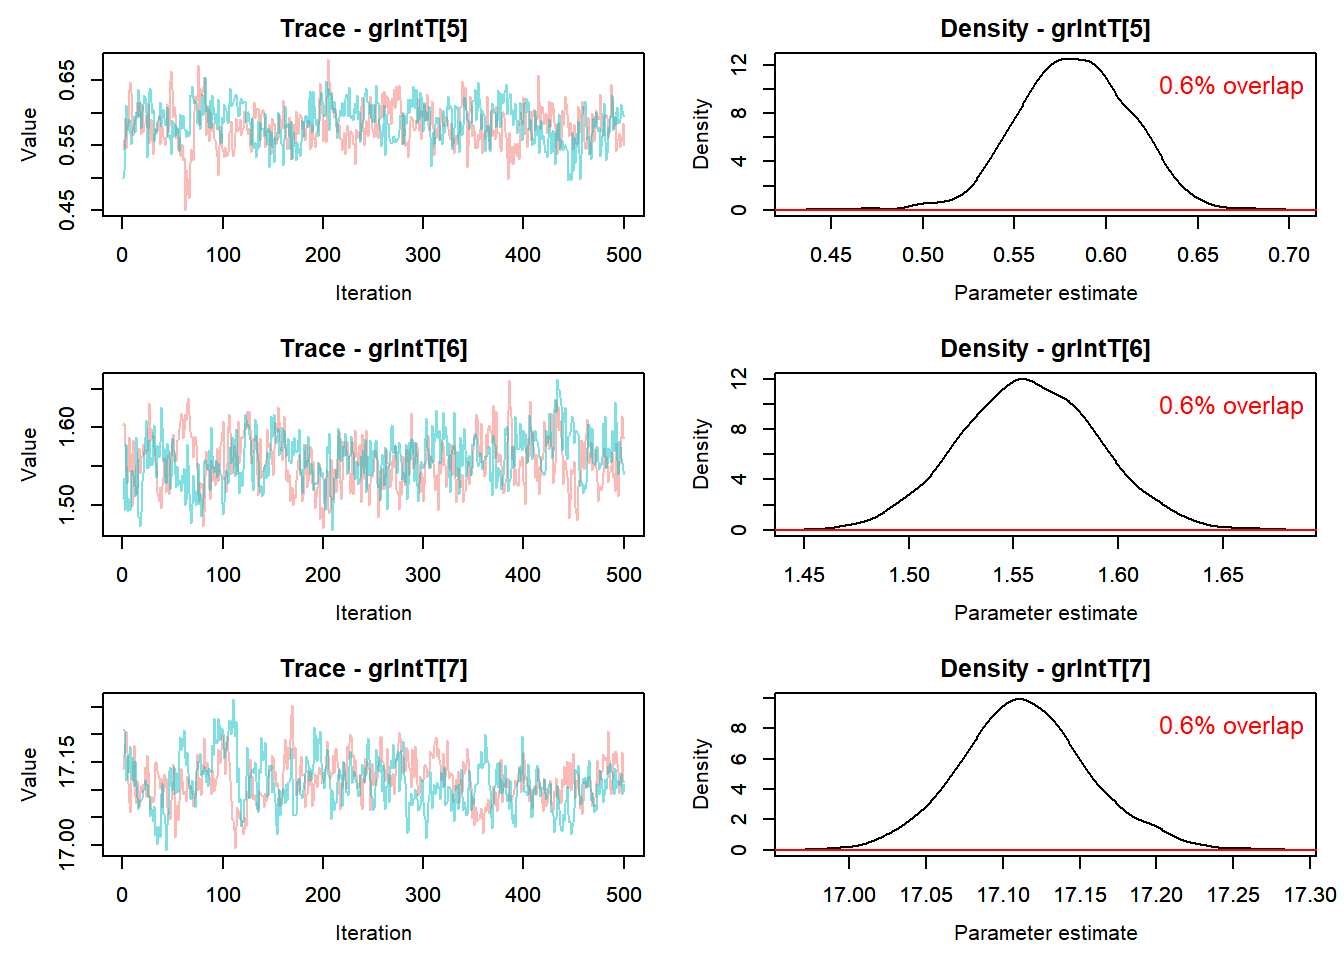 Trace - grIntT[5]
Value
0.45 0.55 0.65
0 100 200 300 400 500
Iteration
Density - grIntT[5]
0.6% overlap
Density
0 4 8 12
0.45 0.50 0.55 0.60 0.65 0.70
Parameter estimate
Trace - grIntT[6]
Value
1.50 1.60
0 100 200 300 400 500
Iteration
Density - grIntT[6]
0.6% overlap
Density
0 4 8 12
1.45 1.50 1.55 1.60 1.65
Parameter estimate
Trace - grIntT[7]
Value
17.00 17.15
0 100 200 300 400 500
Iteration
Density - grIntT[7]
0.6% overlap
Density
0 2 4 6 8
17.00 17.05 17.10 17.15 17.20 17.25 17.30
Parameter estimate